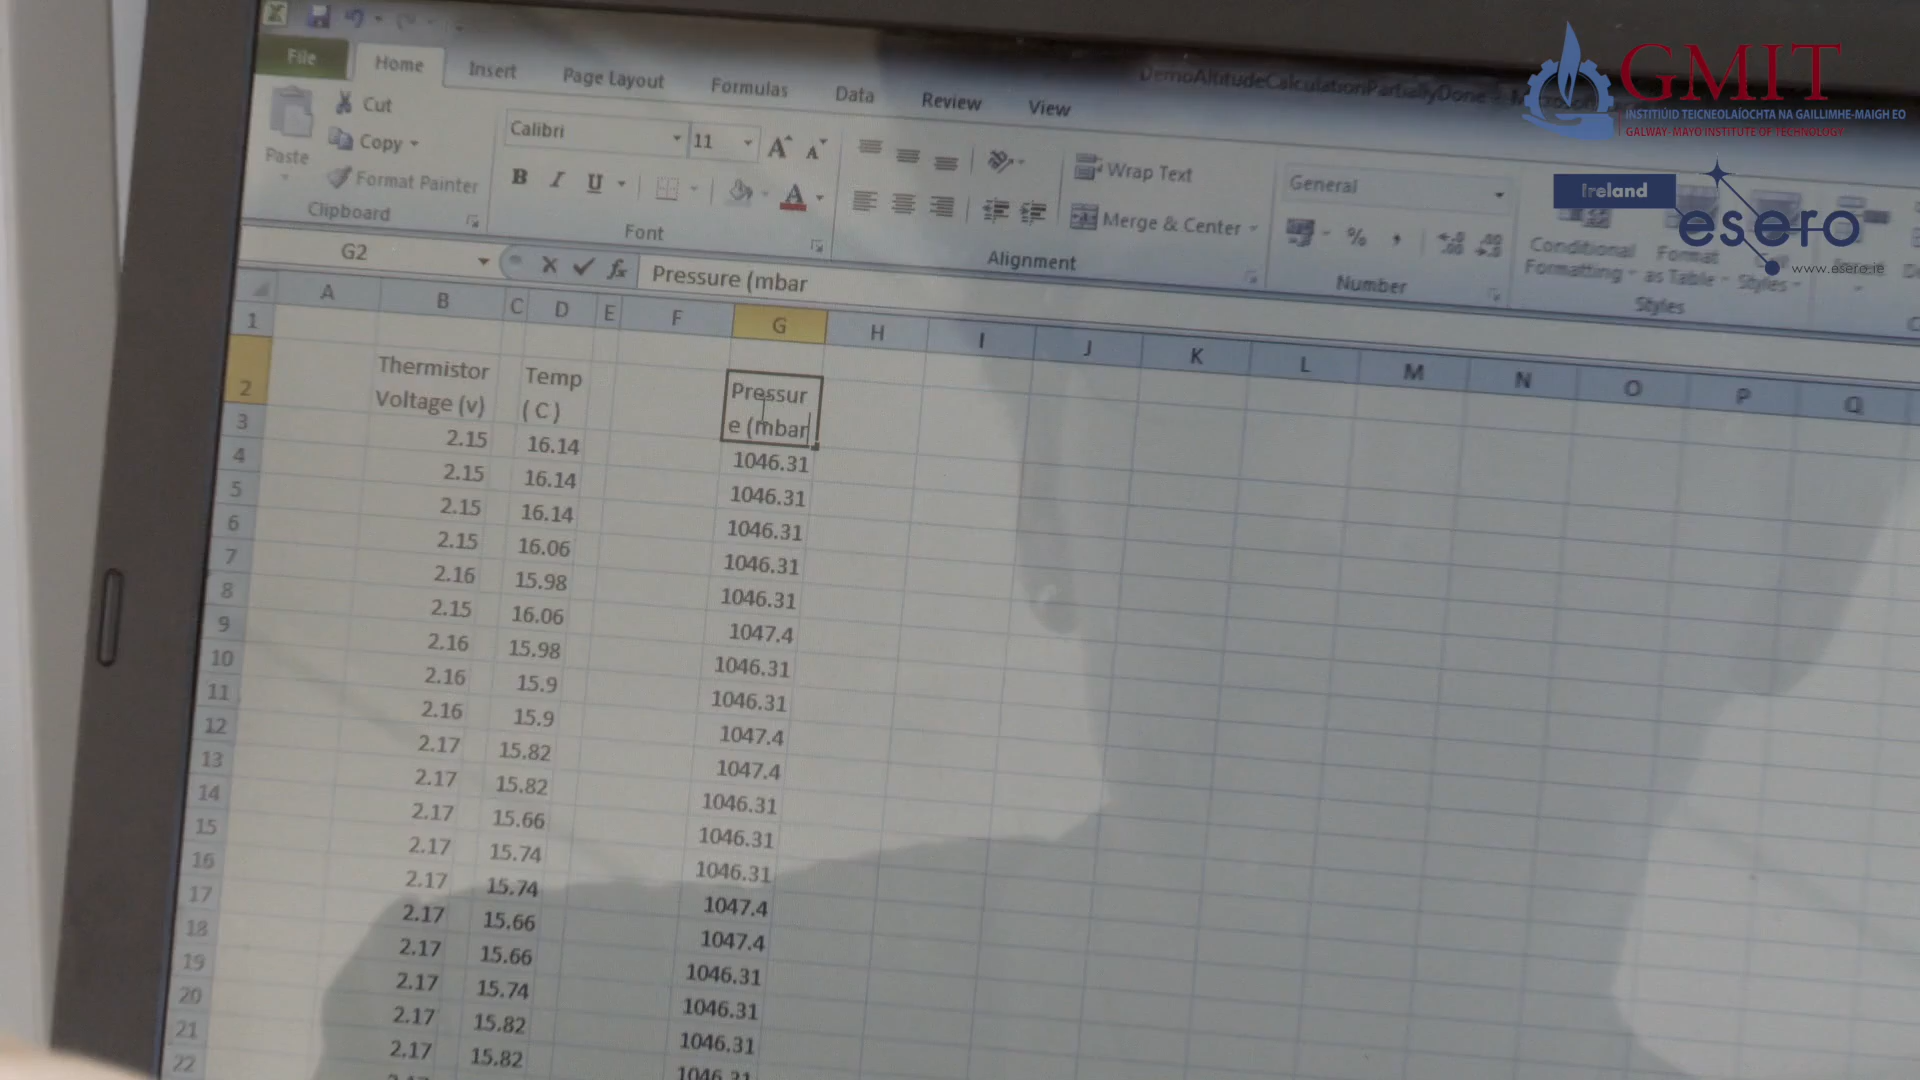 File Home Insert Page Layout Formulas Data Review View
DemoAltitudeCalculationPartiallyDone
GMIT
INSTITIÚID TEICNEOLAÍOCHTA NA GAILLIMHE-MAIGH EO
GALWAY-MAYO INSTITUTE OF TECHNOLOGY
Ireland
esero
www.esero.ie
Paste
Cut
Copy
Format Painter
Clipboard
Calibri 11
B I U
Font
Wrap Text
Merge & Center
Alignment
General
Number
Conditional Formatting
Format as Table
Styles
Styles
G2 fx Pressure (mbar
A B C D E F G H I J K L M N O P Q
1
2 Thermistor Voltage (v) Temp ( C ) Pressur e (mbar
3 2.15 16.14 1046.31
4 2.15 16.14 1046.31
5 2.15 16.14 1046.31
6 2.15 16.06 1046.31
7 2.16 15.98 1046.31
8 2.15 16.06 1047.4
9 2.16 15.98 1046.31
10 2.16 15.9 1046.31
11 2.16 15.9 1047.4
12 2.17 15.82 1047.4
13 2.17 15.82 1046.31
14 2.17 15.66 1046.31
15 2.17 15.74 1046.31
16 2.17 15.74 1047.4
17 2.17 15.66 1047.4
18 2.17 15.66 1046.31
19 2.17 15.74 1046.31
20 2.17 15.82 1046.31
21 2.17 15.82 1046.31
22